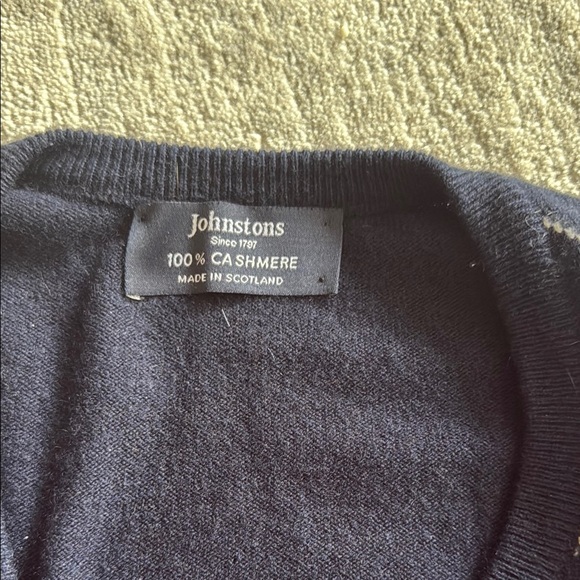 Johnstons
Since 1797
100% CASHMERE
MADE IN SCOTLAND